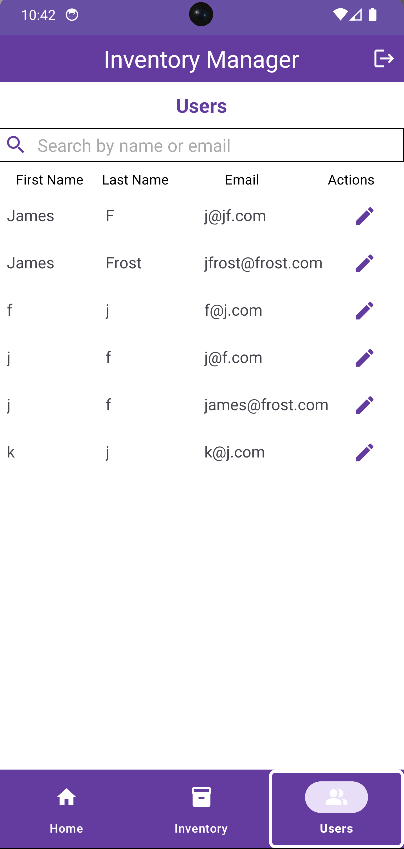 10:42
Inventory Manager
Users
Search by name or email
First Name Last Name Email Actions
James F j@jf.com
James Frost jfrost@frost.com
f j f@j.com
j f j@f.com
j f james@frost.com
k j k@j.com
Home Inventory Users